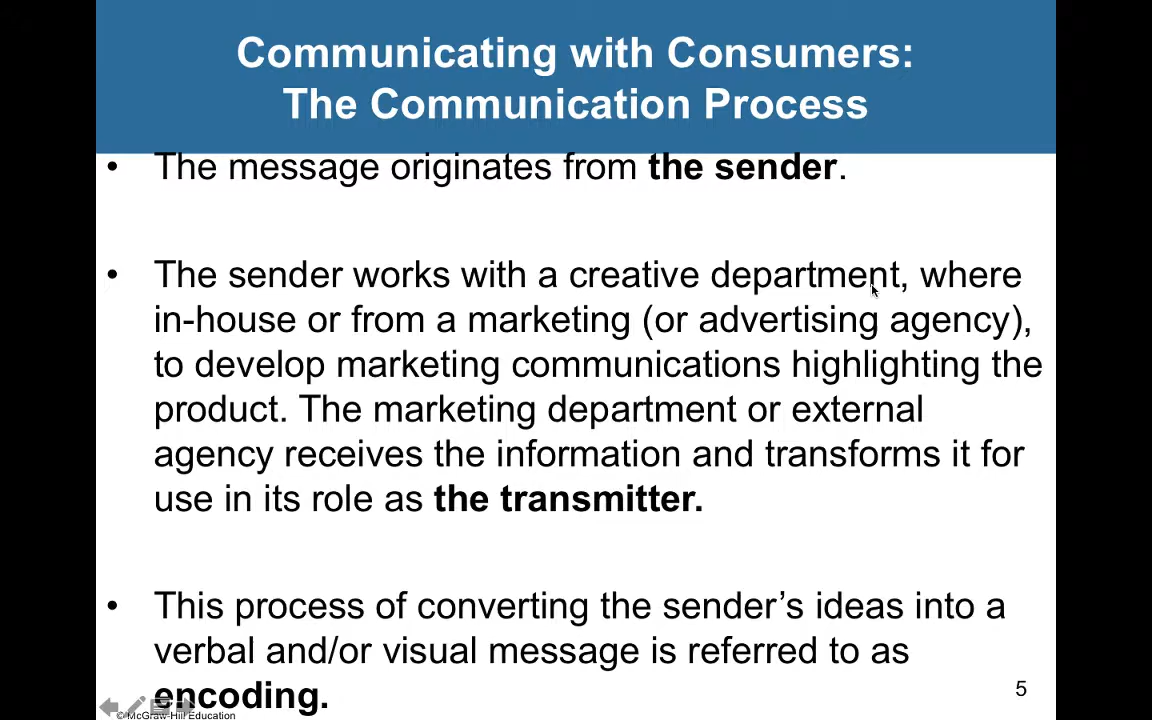 Communicating with Consumers:
The Communication Process
• The message originates from the sender.
• The sender works with a creative department, where
in-house or from a marketing (or advertising agency),
to develop marketing communications highlighting the
product. The marketing department or external
agency receives the information and transforms it for
use in its role as the transmitter.
• This process of converting the sender’s ideas into a
verbal and/or visual message is referred to as
encoding.
5
© McGraw-Hill Education